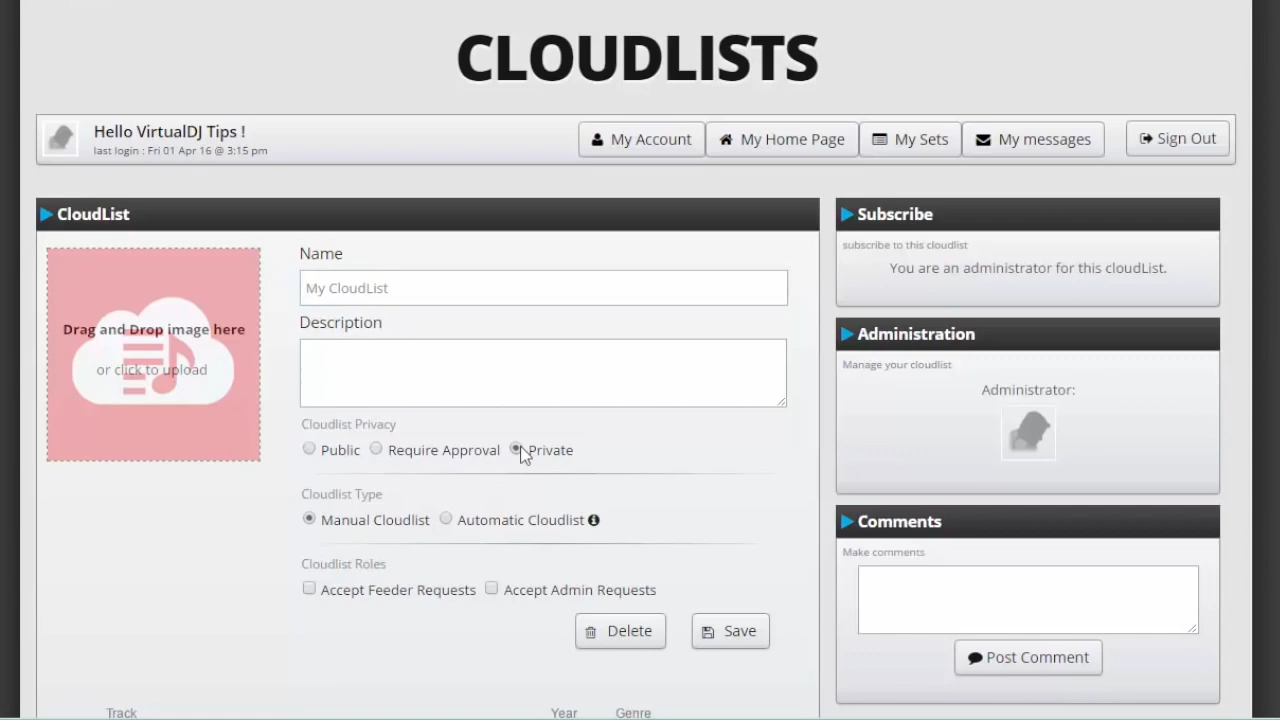 CLOUDLISTS
Hello VirtualDJ Tips !
last login : Fri 01 Apr 16 @ 3:15 pm
My Account
My Home Page
My Sets
My messages
Sign Out
CloudList
Drag and Drop image here
or click to upload
Name
My CloudList
Description
Cloudlist Privacy
Public
Require Approval
Private
Cloudlist Type
Manual Cloudlist
Automatic Cloudlist
Cloudlist Roles
Accept Feeder Requests
Accept Admin Requests
Delete
Save
Track
Year
Genre
Subscribe
subscribe to this cloudlist
You are an administrator for this cloudList.
Administration
Manage your cloudlist
Administrator:
Comments
Make comments
Post Comment